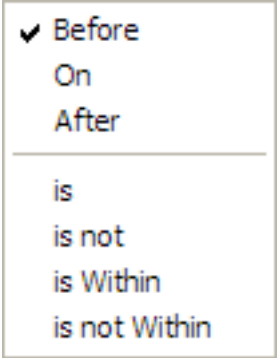 Before
On
After
is
is not
is Within
is not Within